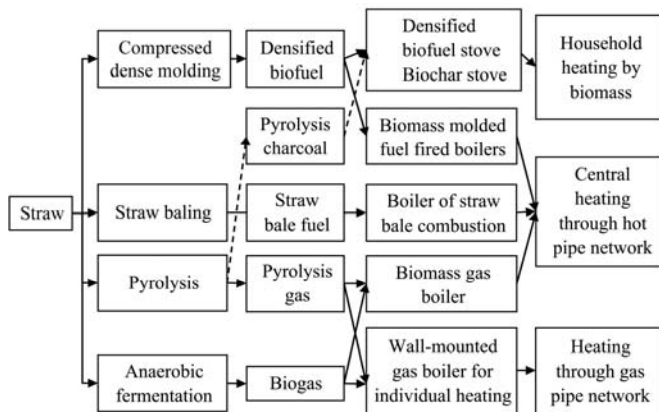 Compressed
dense molding
Densified
biofuel
Densified
biofuel stove
Biochar stove
Household
heating by
biomass
Pyrolysis
charcoal
Biomass molded
fuel fired boilers
Straw
Straw baling
Straw
bale fuel
Boiler of straw
bale combustion
Central
heating
through hot
pipe network
Pyrolysis
Pyrolysis
gas
Biomass gas
boiler
Anaerobic
fermentation
Biogas
Wall-mounted
gas boiler for
individual heating
Heating
through gas
pipe network